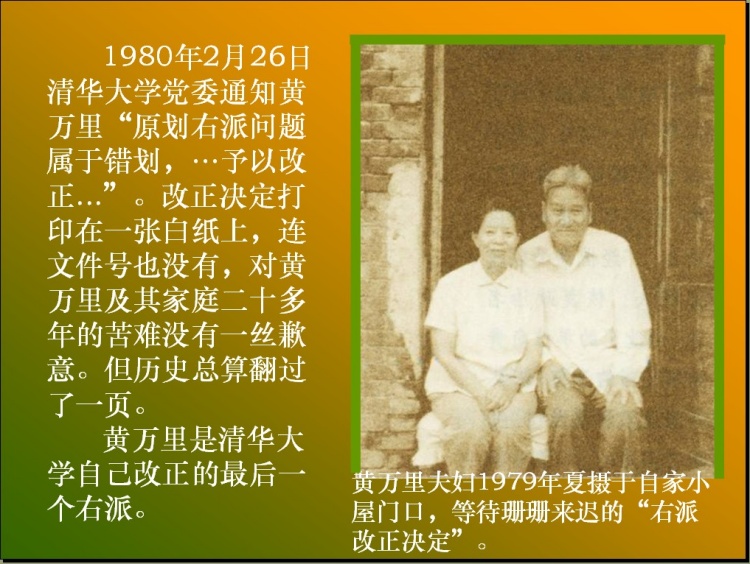 1980年2月26日
清华大学党委通知黄
万里“原划右派问题
属于错划，…予以改
正…”。改正决定打
印在一张白纸上，连
文件号也没有，对黄
万里及其家庭二十多
年的苦难没有一丝歉
意。但历史总算翻过
了一页。
黄万里是清华大
学自己改正的最后一
个右派。
黄万里夫妇1979年夏摄于自家小
屋门口，等待珊珊来迟的“右派
改正决定”。